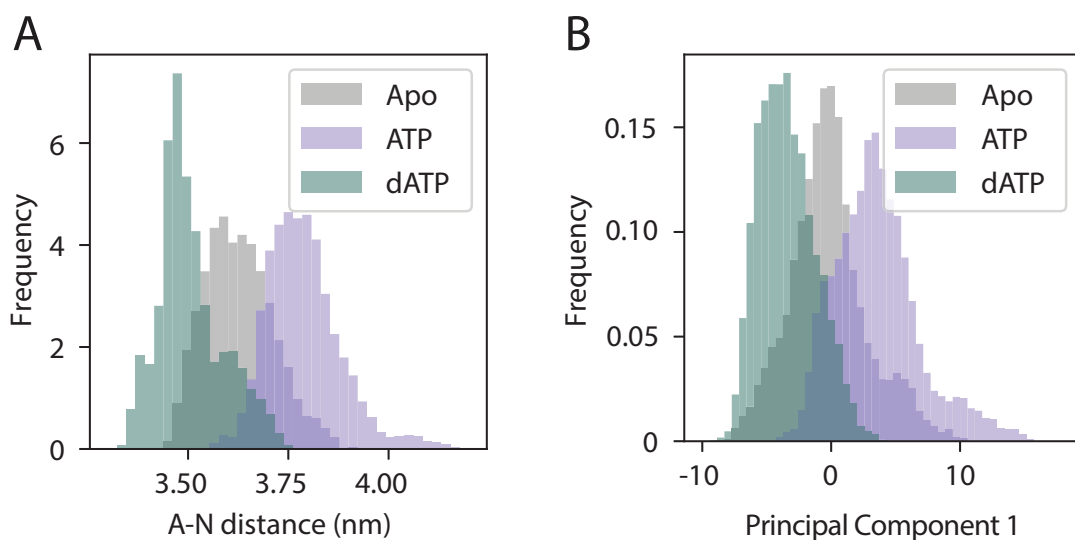 A
Frequency
6
4
2
0
Apo
ATP
dATP
3.50
3.75
4.00
A-N distance (nm)
B
Frequency
0.15
0.10
0.05
0
Apo
ATP
dATP
-10
0
10
Principal Component 1